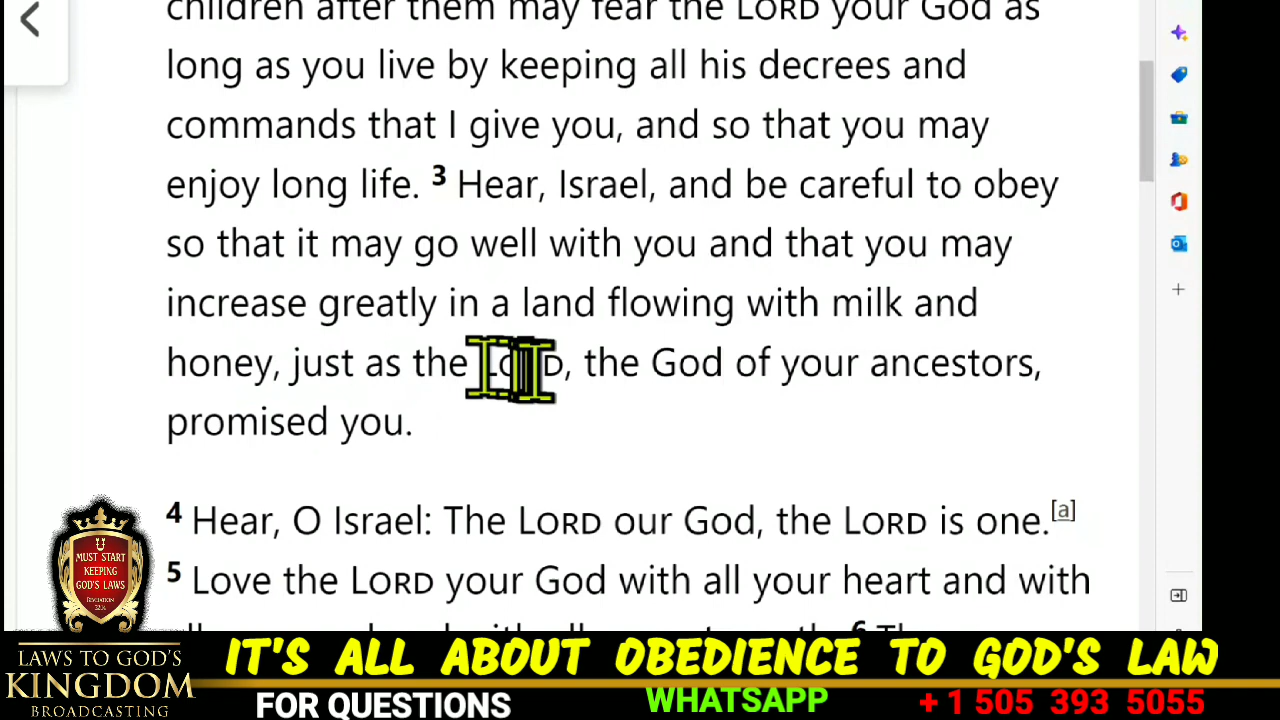 children after them may fear the LORD your God as
long as you live by keeping all his decrees and
commands that I give you, and so that you may
enjoy long life. 3 Hear, Israel, and be careful to obey
so that it may go well with you and that you may
increase greatly in a land flowing with milk and
honey, just as the LORD, the God of your ancestors,
promised you.
4 Hear, O Israel: The LORD our God, the LORD is one.[a]
5 Love the LORD your God with all your heart and with
MUST START
KEEPING
GOD'S LAWS
LAWS TO GOD'S
KINGDOM
BROADCASTING
IT'S ALL ABOUT OBEDIENCE TO GOD'S LAW
FOR QUESTIONS WHATSAPP + 1 505 393 5055